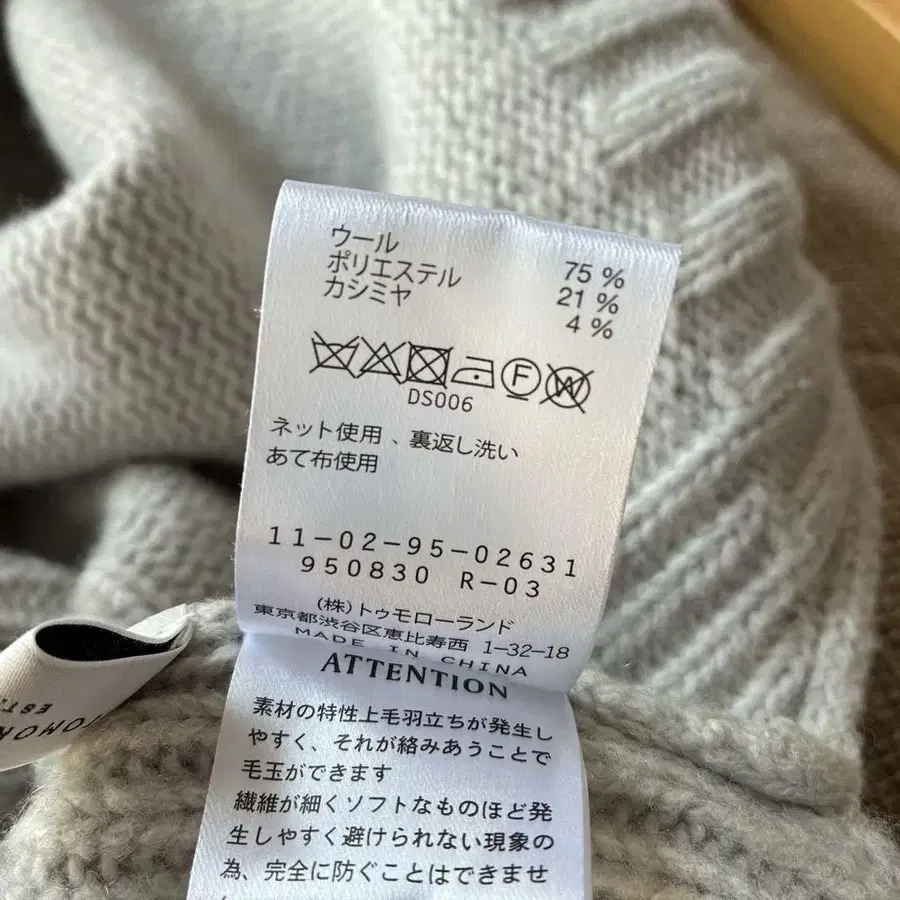 ウール 75%
ポリエステル 21%
カシミヤ 4%
F W
DS006
ネット使用、裏返し洗い
あて布使用
11-02-95-02631
950830 R-03
(株)トゥモローランド
東京都渋谷区恵比寿西 1-32-18
MADE IN CHINA
ATTENTION
素材の特性上毛羽立ちが発生し
やすく、それが絡みあうことで
毛玉ができます
繊維が細くソフトなものほど発
生しやすく避けられない現象の
為、完全に防ぐことはできませ